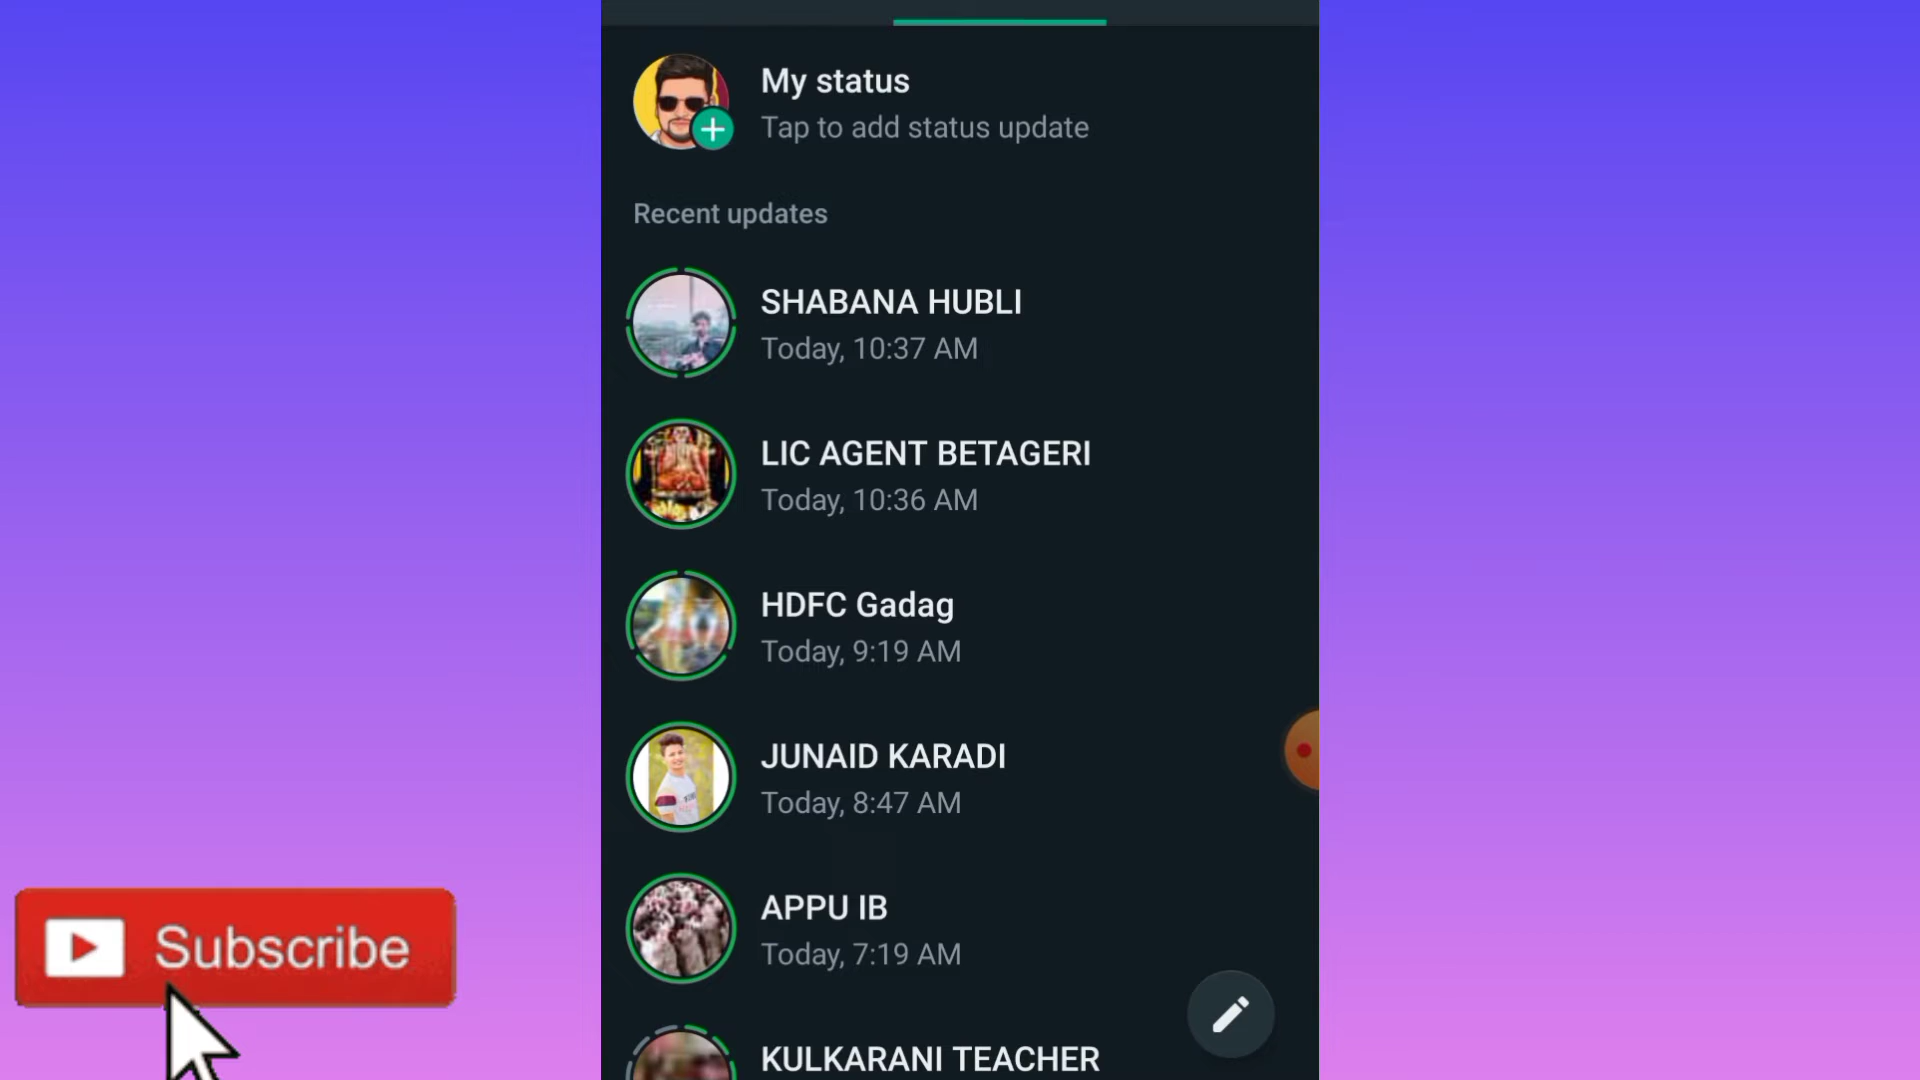 My status
Tap to add status update
Recent updates
SHABANA HUBLI
Today, 10:37 AM
LIC AGENT BETAGERI
Today, 10:36 AM
HDFC Gadag
Today, 9:19 AM
JUNAID KARADI
Today, 8:47 AM
APPU IB
Today, 7:19 AM
KULKARANI TEACHER
Subscribe